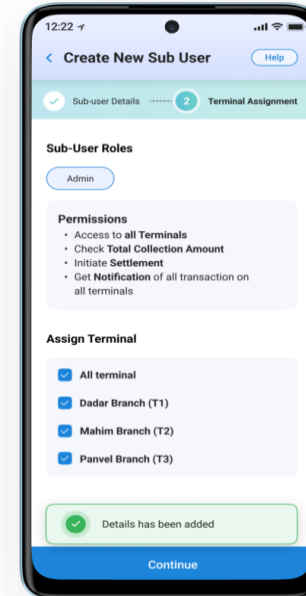 12:22
Create New Sub User
Help
Sub-user Details
2
Terminal Assignment
Sub-User Roles
Admin
Permissions
• Access to all Terminals
• Check Total Collection Amount
• Initiate Settlement
• Get Notification of all transaction on
all terminals
Assign Terminal
All terminal
Dadar Branch (T1)
Mahim Branch (T2)
Panvel Branch (T3)
Details has been added
Continue